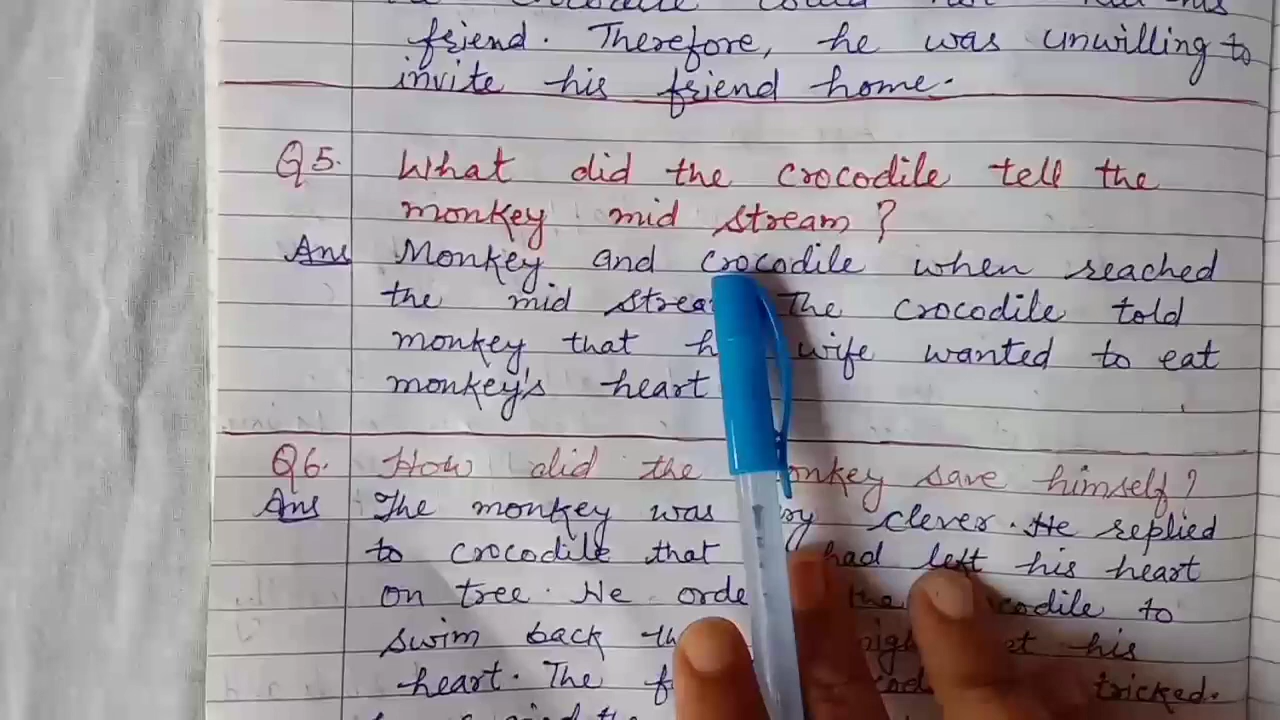 friend. Therefore, he was unwilling to
invite his friend home.
Q5. What did the crocodile tell the
monkey mid stream?
Ans Monkey and crocodile when reached
the mid The crocodile told
monkey that wife wanted to eat
monkey's heart
Q6. How did the save himself?
Ans The monkey was clever. He replied
to crocodile that had left his heart
on tree. He to
swim back his
heart. The tricked.